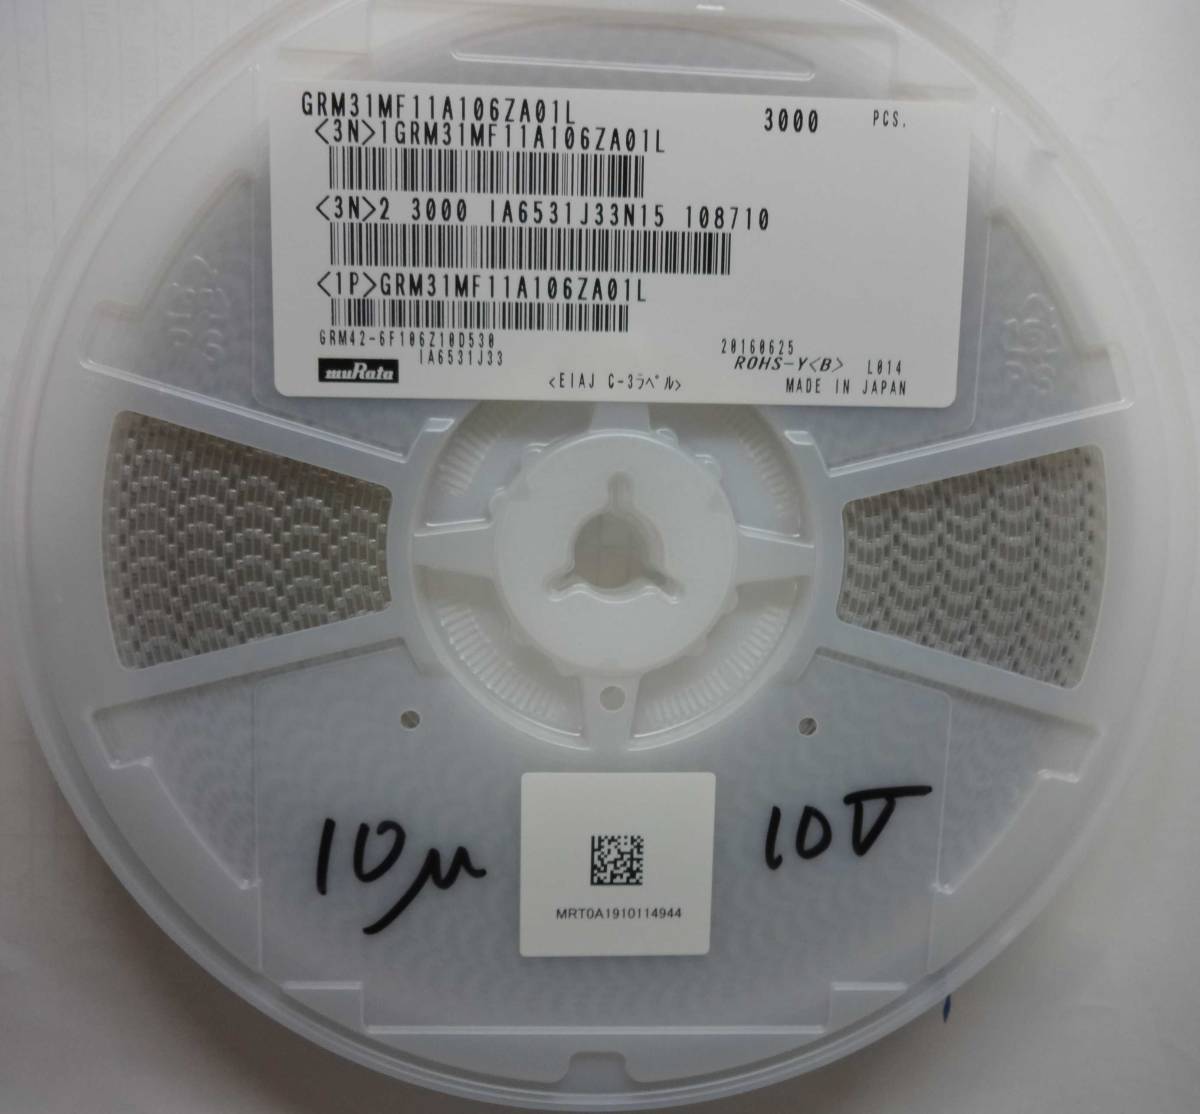 GRM31MF11A106ZA01L 3000 PCS.
<3N>1GRM31MF11A106ZA01L
<3N>2 3000 IA6531J33N15 108710
<1P>GRM31MF11A106ZA01L
GRM42-6F106Z10D530 20160625
IA6531J33 ROHS-Y<B> L014
muRata <EIAJ C-3ラベル> MADE IN JAPAN
10μ 10V
MRT0A1910114944